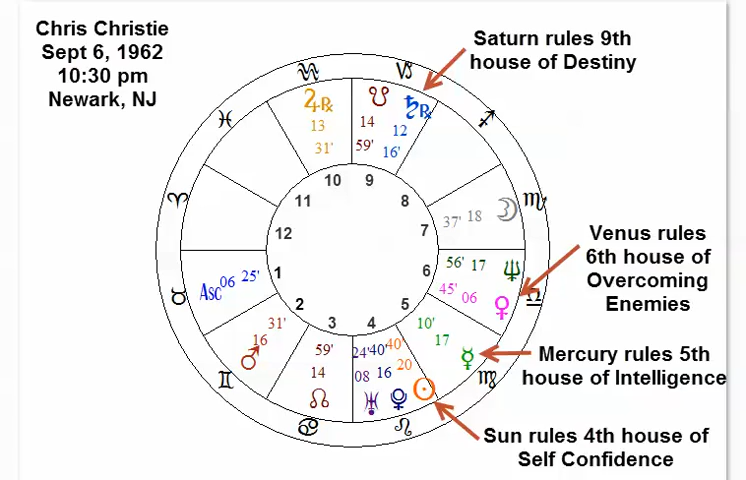 Chris Christie
Sept 6, 1962
10:30 pm
Newark, NJ
Saturn rules 9th
house of Destiny
♒
♑
♓
♐
♃ ℞
13
31'
☋
14
59'
♄ ℞
12
16'
10
9
11
8
♈
12
7
37' 18 ☽
♏
Venus rules
6th house of
Overcoming
Enemies
56' 17 ♆
6
45' 06 ♀
♎
Asc 06 25'
1
♉
2
5
3
4
31'
16
♂
59'
14
☊
24'
08
♅
40'
16
♇
40'
20
☉
10'
17
☿
Mercury rules 5th
house of Intelligence
♊
♍
♋
♌
Sun rules 4th house of
Self Confidence